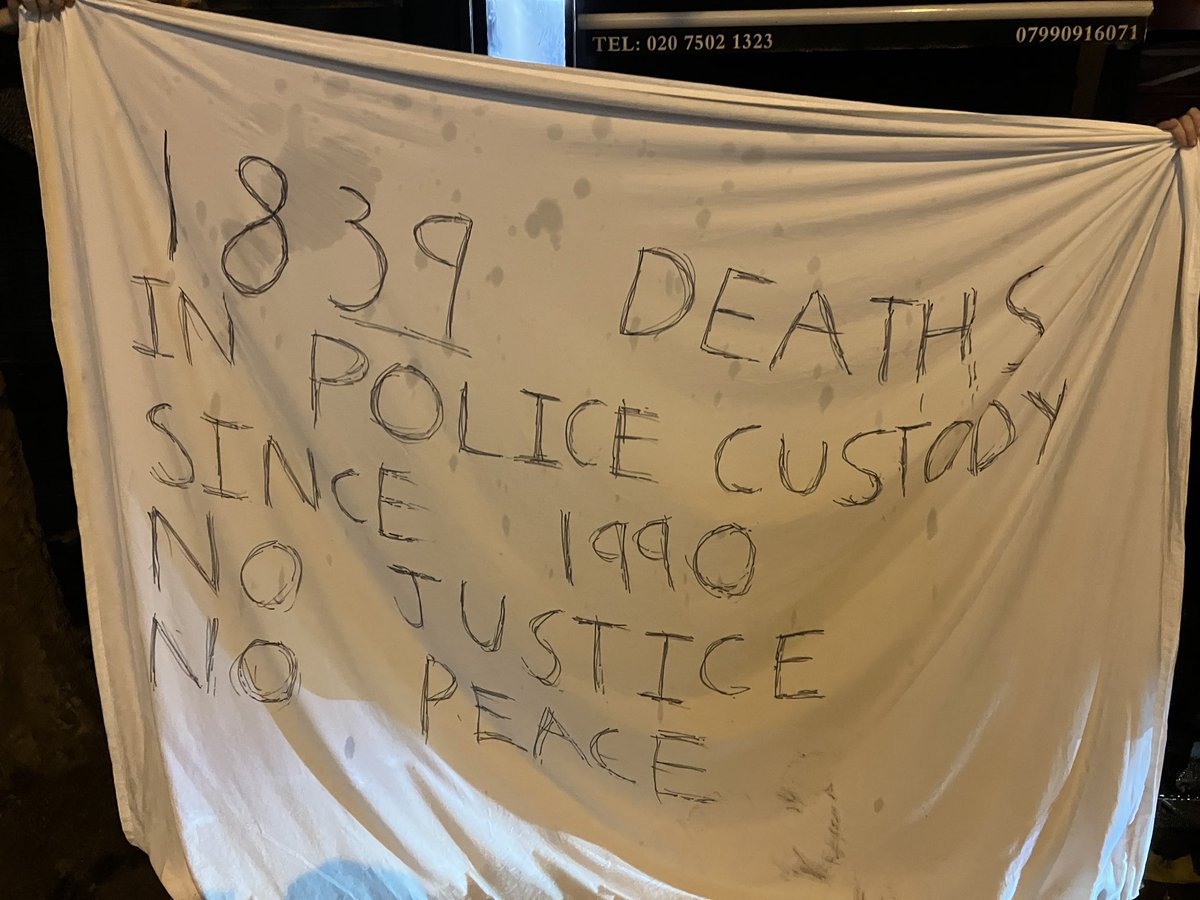 TEL: 020 7502 1323 07990916071
1839 DEATHS
IN POLICE CUSTODY
SINCE 1990
NO JUSTICE
NO PEACE